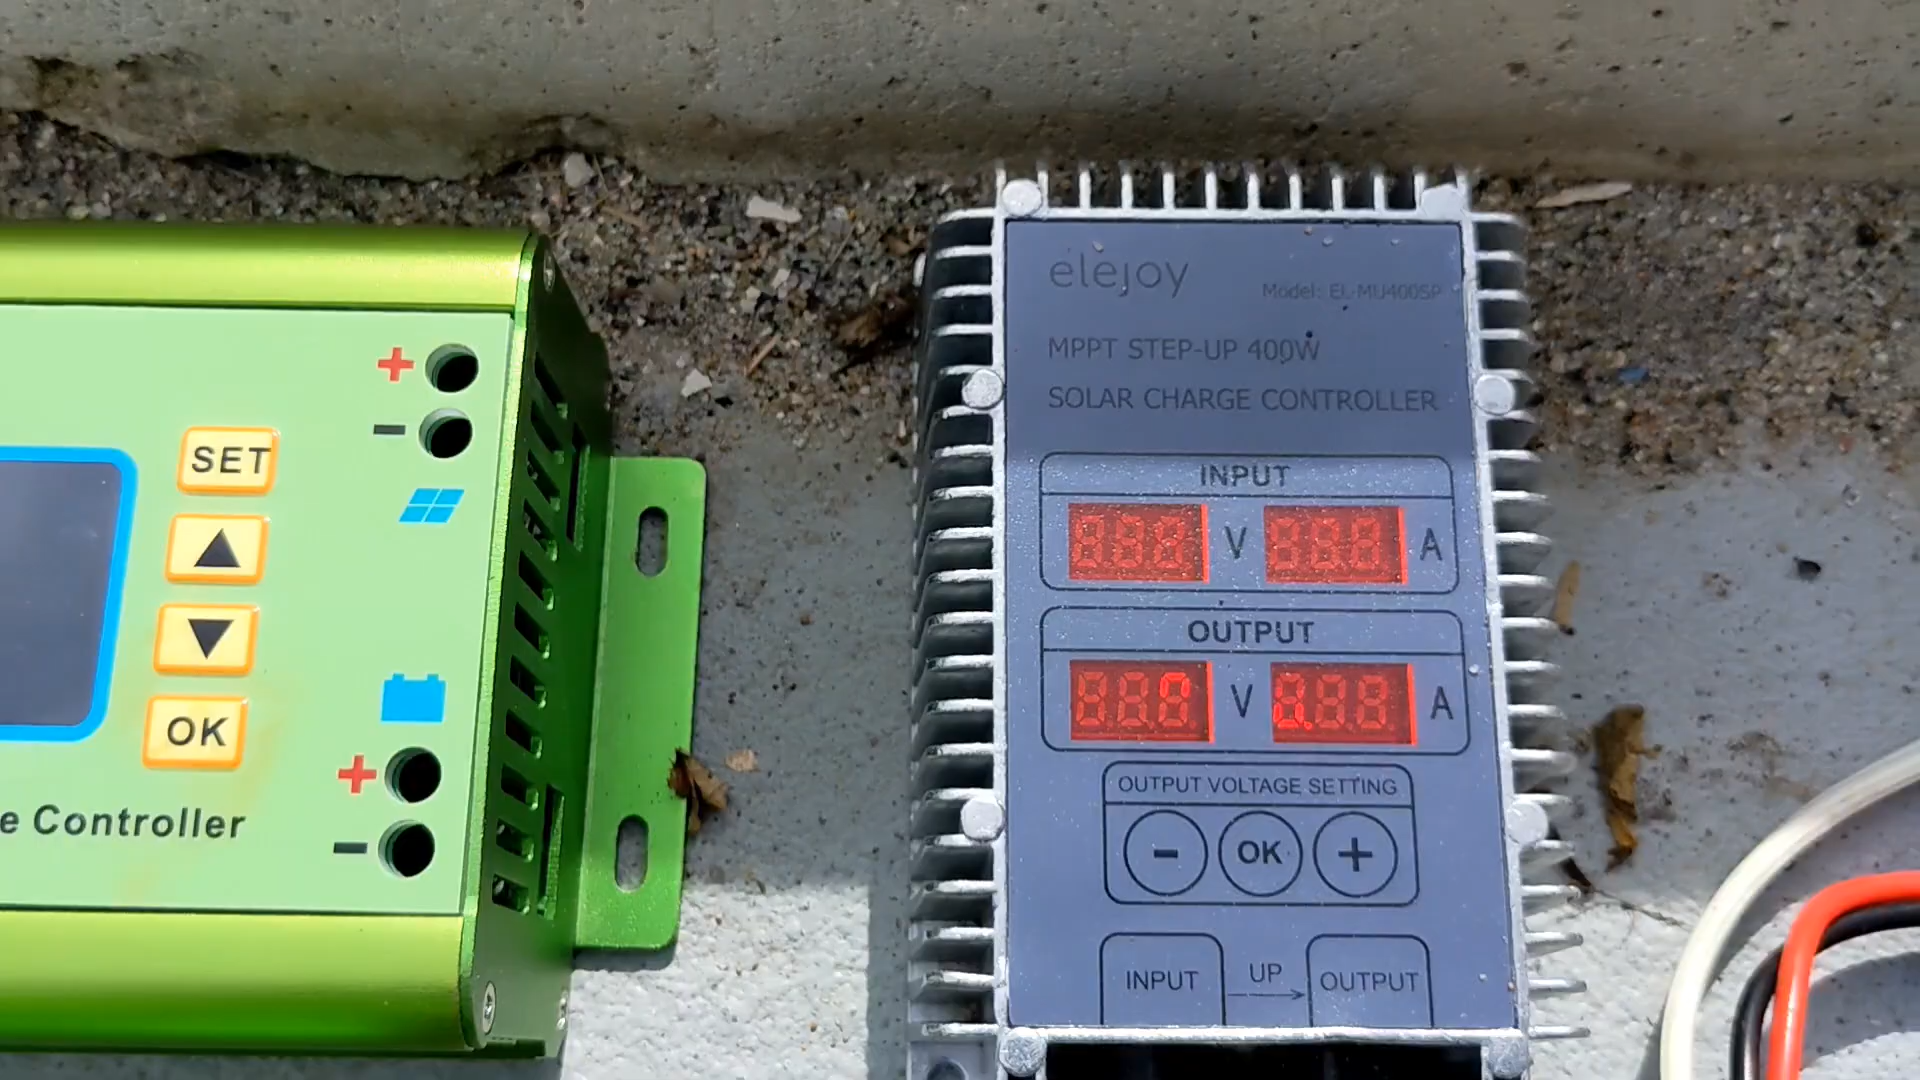 SET
OK
e Controller
elejoy
Model: EL-MU400SP
MPPT STEP-UP 400W
SOLAR CHARGE CONTROLLER
INPUT
V
A
OUTPUT
V
A
OUTPUT VOLTAGE SETTING
- OK +
INPUT
UP
OUTPUT